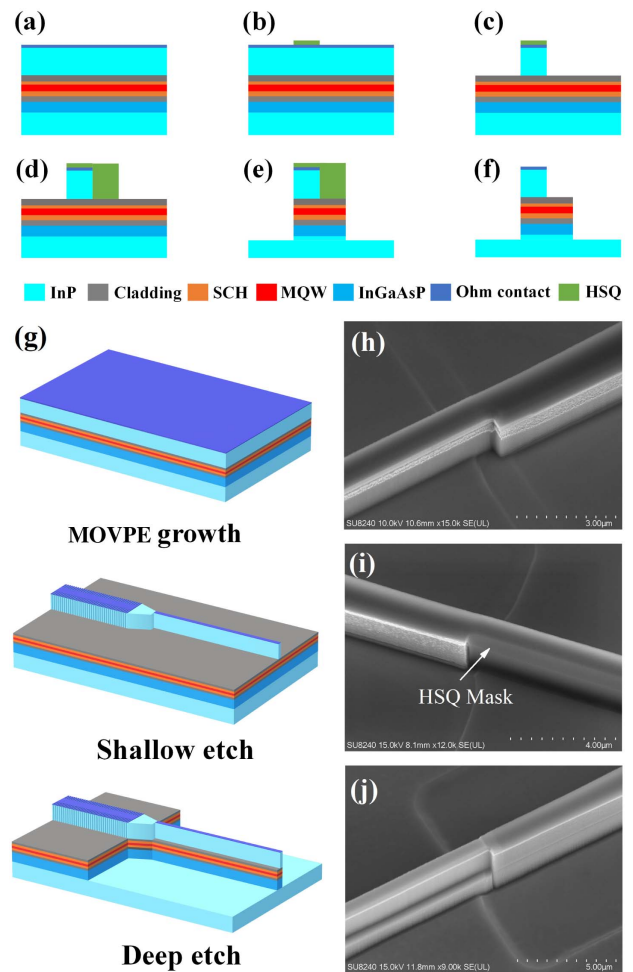 (a)
(b)
(c)
(d)
(e)
(f)
InP Cladding SCH MQW InGaAsP Ohm contact HSQ
(g)
MOVPE growth
Shallow etch
Deep etch
(h)
SU8240 10.0kV 10.6mm x15.0k SE(UL) 3.00μm
(i)
HSQ Mask
SU8240 15.0kV 8.1mm x12.0k SE(UL) 4.00μm
(j)
SU8240 15.0kV 11.8mm x9.00k SE(UL) 5.00μm